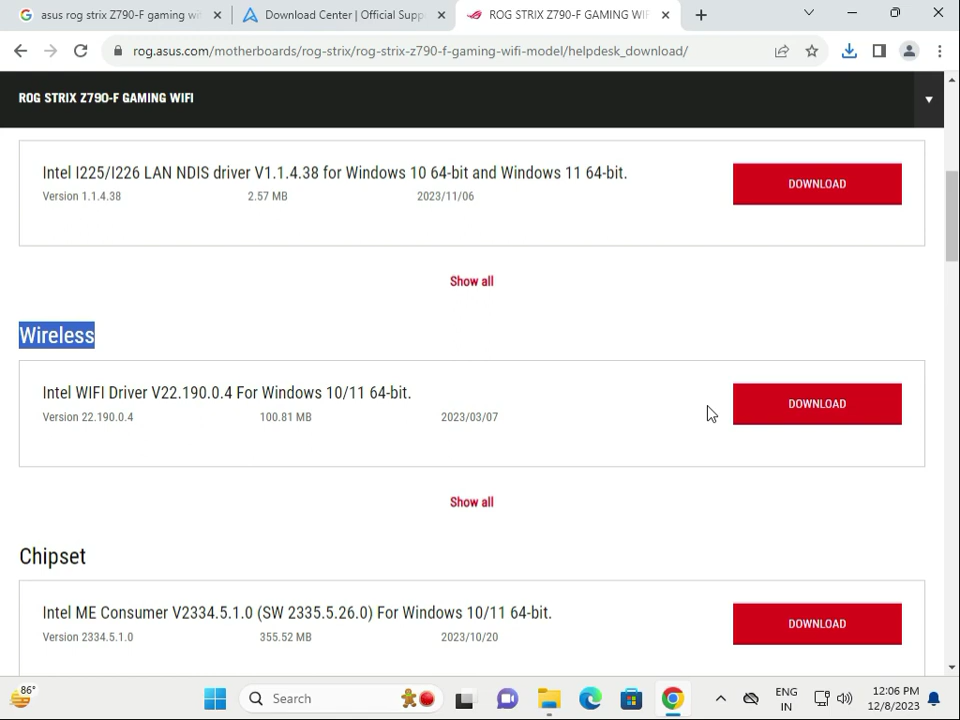 asus rog strix Z790-F gaming wif
Download Center | Official Supp
ROG STRIX Z790-F GAMING WIF
rog.asus.com/motherboards/rog-strix/rog-strix-z790-f-gaming-wifi-model/helpdesk_download/
ROG STRIX Z790-F GAMING WIFI
Intel I225/I226 LAN NDIS driver V1.1.4.38 for Windows 10 64-bit and Windows 11 64-bit.
Version 1.1.4.38 2.57 MB 2023/11/06
DOWNLOAD
Show all
Wireless
Intel WIFI Driver V22.190.0.4 For Windows 10/11 64-bit.
Version 22.190.0.4 100.81 MB 2023/03/07
DOWNLOAD
Show all
Chipset
Intel ME Consumer V2334.5.1.0 (SW 2335.5.26.0) For Windows 10/11 64-bit.
Version 2334.5.1.0 355.52 MB 2023/10/20
DOWNLOAD
86°
Search
ENG
IN
12:06 PM
12/8/2023